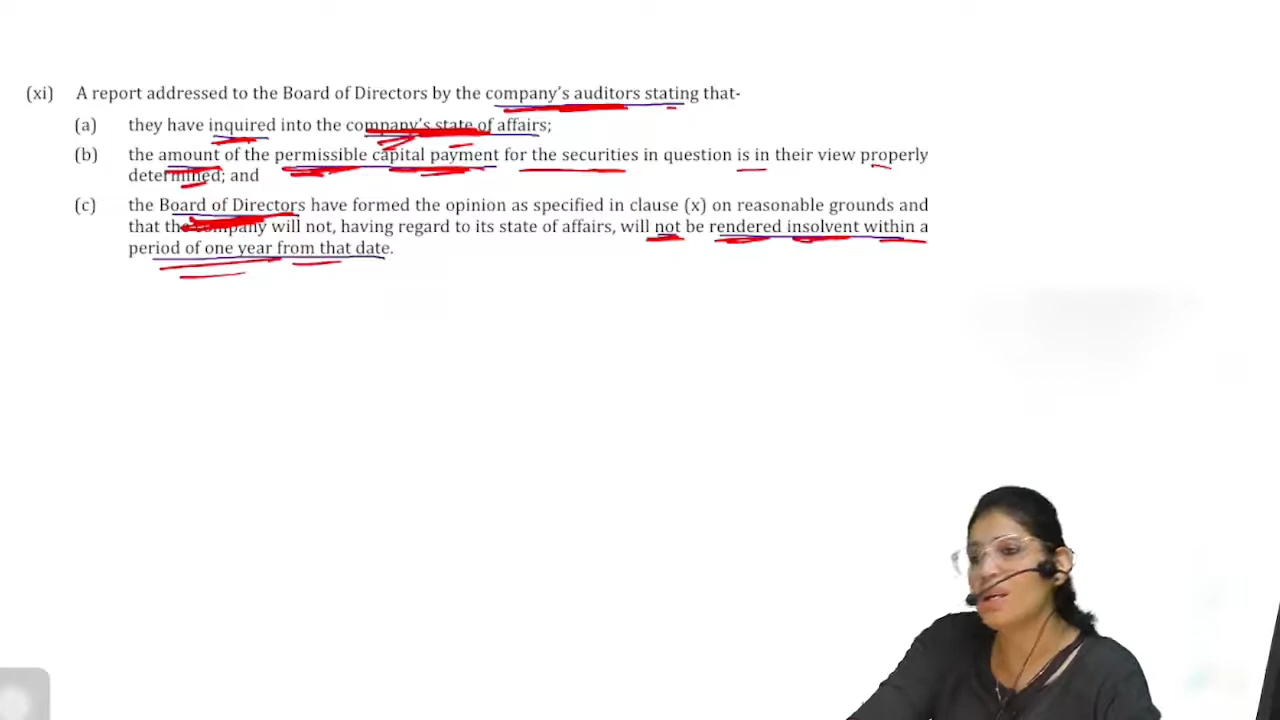 (xi) A report addressed to the Board of Directors by the company's auditors stating that-
(a) they have inquired into the company's state of affairs;
(b) the amount of the permissible capital payment for the securities in question is in their view properly
determined; and
(c) the Board of Directors have formed the opinion as specified in clause (x) on reasonable grounds and
that the company will not, having regard to its state of affairs, will not be rendered insolvent within a
period of one year from that date.